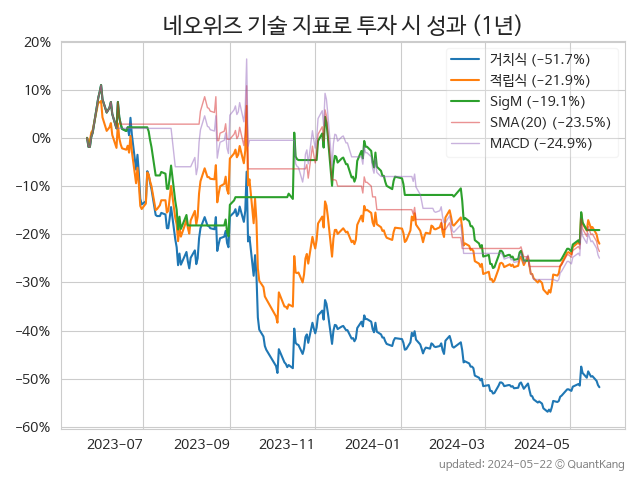 네오위즈 기술 지표로 투자 시 성과 (1년)
20%
10%
0%
−10%
−20%
−30%
−40%
−50%
−60%
거치식 (−51.7%)
적립식 (−21.9%)
SigM (−19.1%)
SMA(20) (−23.5%)
MACD (−24.9%)
2023−07
2023−09
2023−11
2024−01
2024−03
2024−05
updated: 2024−05−22 © QuantKang